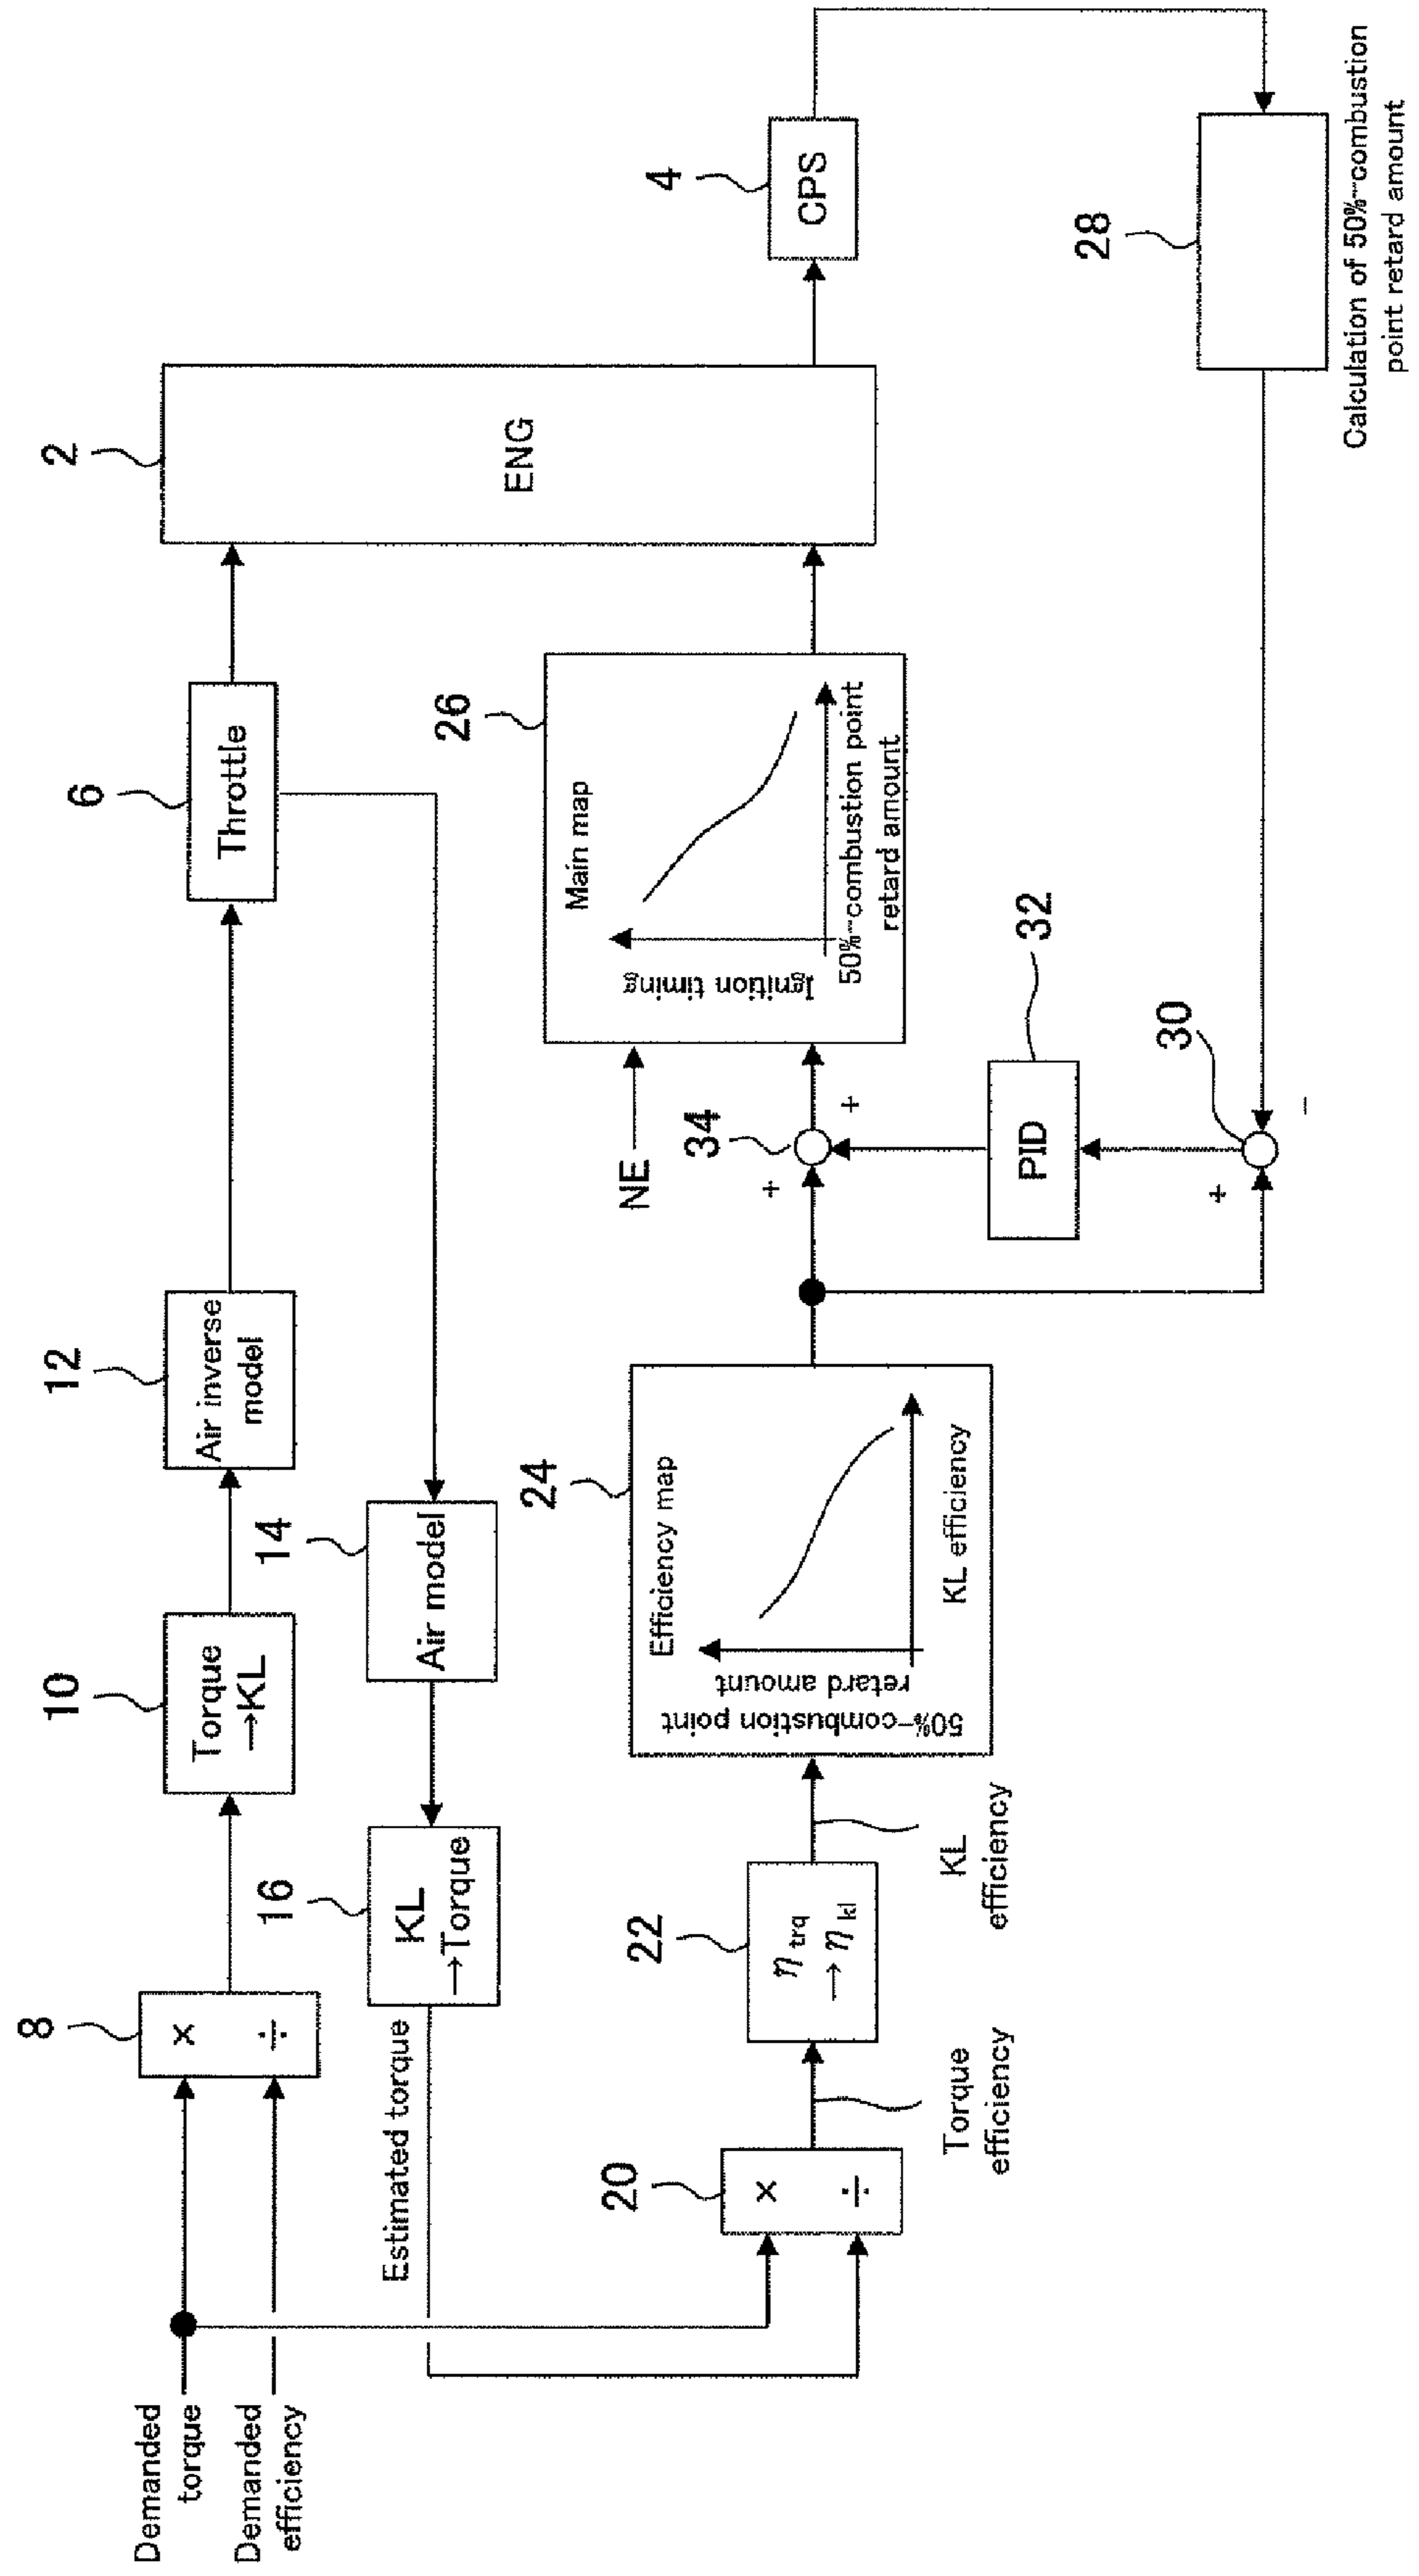 Demanded
torque
Demanded
efficiency
8
×
÷
10
Torque
→KL
12
Air inverse
model
6
Throttle
2
ENG
4
CPS
Estimated torque
16
KL
→Torque
14
Air model
20
×
÷
Torque
efficiency
22
η trq
→ η kl
KL
efficiency
24
Efficiency map
50%-combustion point
retard amount
KL efficiency
NE
34
+
+
26
Main map
Ignition timing
50%-combustion point
retard amount
32
PID
30
+
−
28
Calculation of 50%-combustion
point retard amount